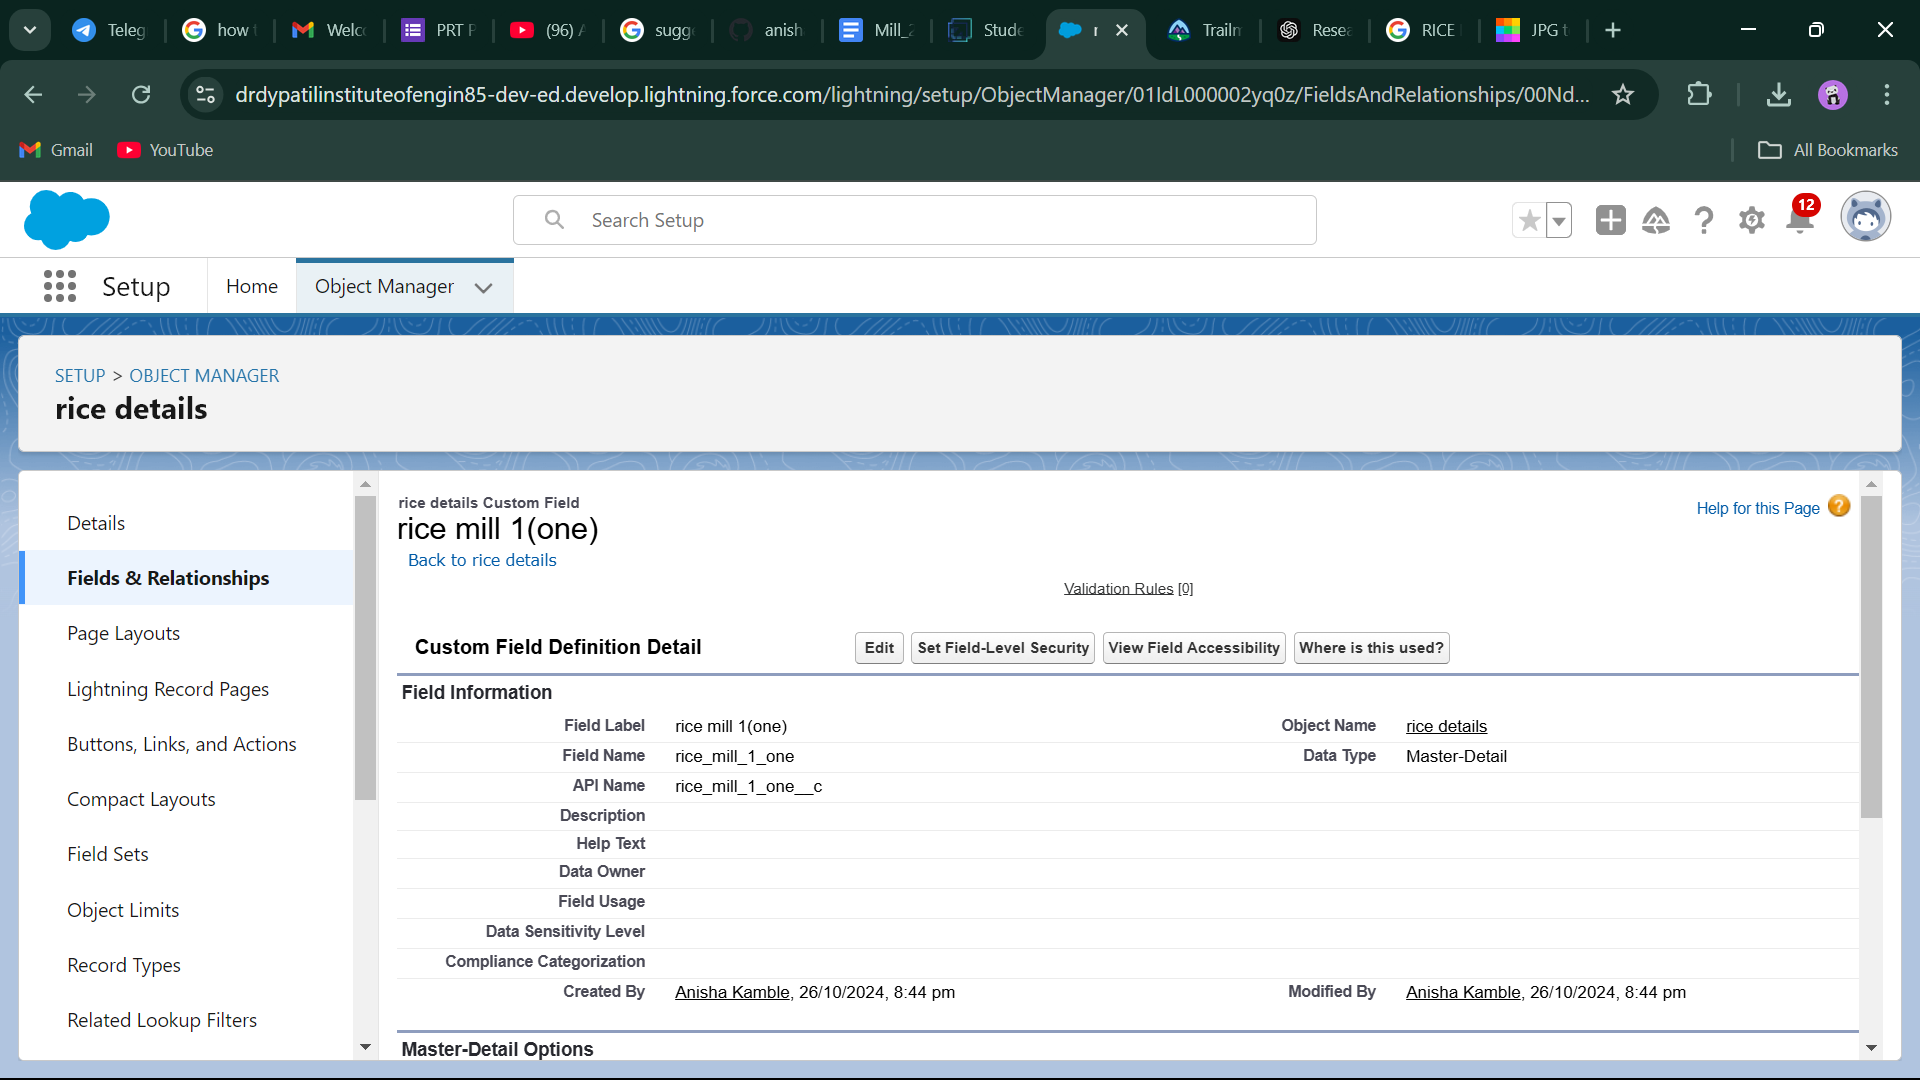 Teleg
how t
Welco
PRT F
(96) A
sugge
anish
Mill_2
Stude
r
Trailm
Resea
RICE
JPG t
drdypatilinstituteofengin85-dev-ed.develop.lightning.force.com/lightning/setup/ObjectManager/01IdL000002yq0z/FieldsAndRelationships/00Nd...
Gmail
YouTube
All Bookmarks
Search Setup
12
Setup
Home
Object Manager
SETUP > OBJECT MANAGER
rice details
Details
Fields & Relationships
Page Layouts
Lightning Record Pages
Buttons, Links, and Actions
Compact Layouts
Field Sets
Object Limits
Record Types
Related Lookup Filters
rice details Custom Field
rice mill 1(one)
Back to rice details
Help for this Page ?
Validation Rules [0]
Custom Field Definition Detail
Edit
Set Field-Level Security
View Field Accessibility
Where is this used?
Field Information
Field Label rice mill 1(one) Object Name rice details
Field Name rice_mill_1_one Data Type Master-Detail
API Name rice_mill_1_one__c
Description
Help Text
Data Owner
Field Usage
Data Sensitivity Level
Compliance Categorization
Created By Anisha Kamble, 26/10/2024, 8:44 pm Modified By Anisha Kamble, 26/10/2024, 8:44 pm
Master-Detail Options